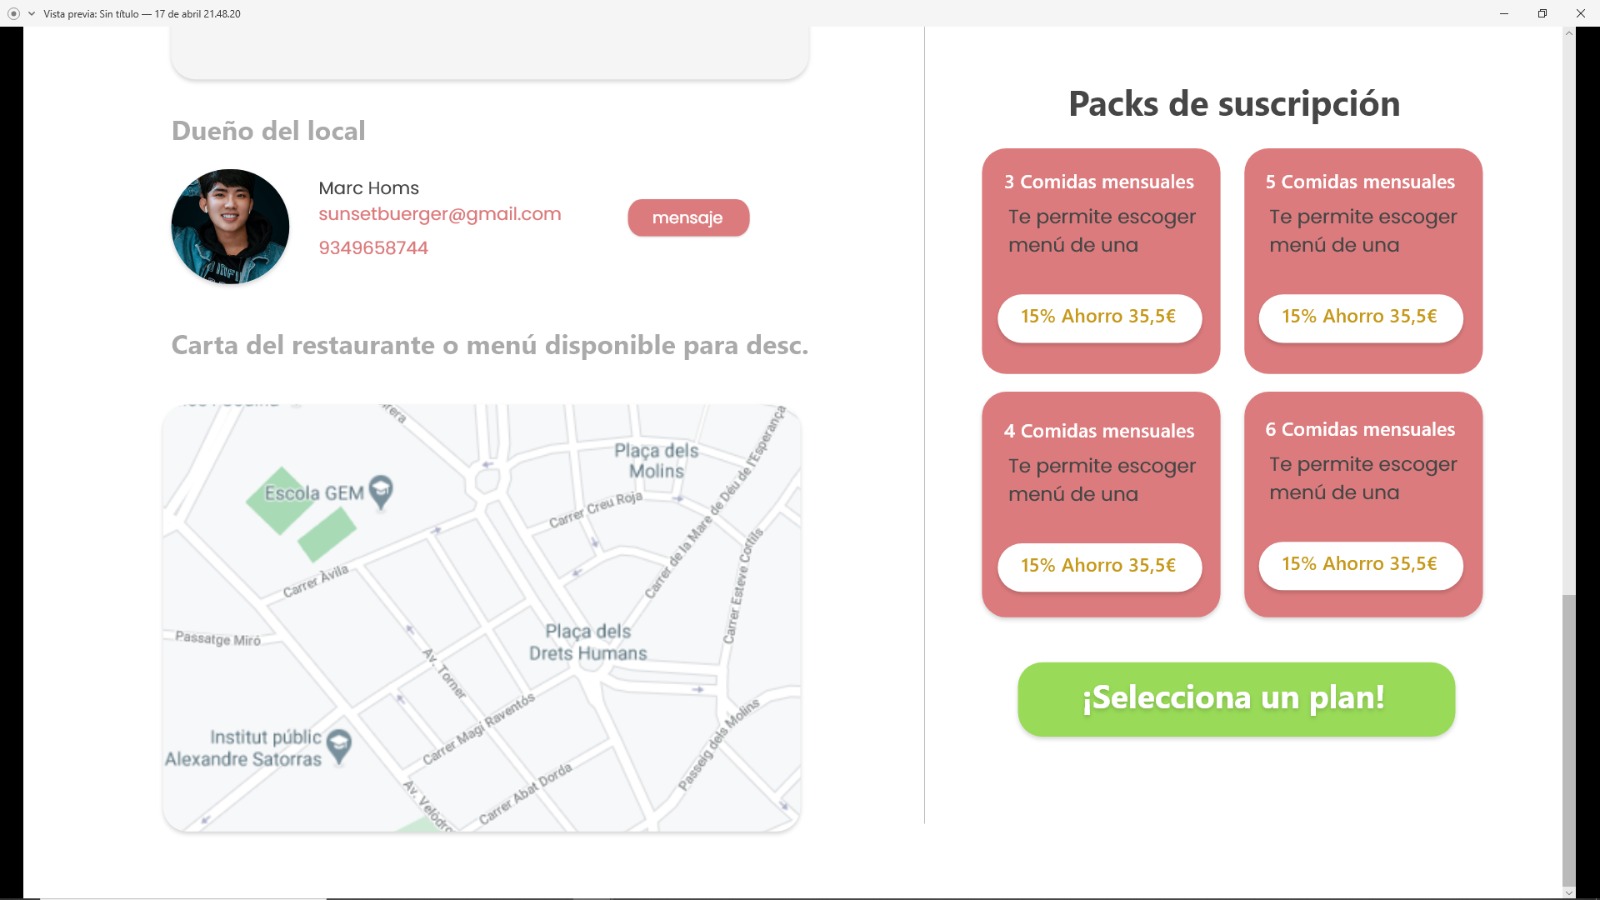 Vista previa: Sin título — 17 de abril 21.48.20
Dueño del local
Marc Homs
sunsetbuerger@gmail.com
mensaje
9349658744
Carta del restaurante o menú disponible para desc.
Plaça dels
Molins
Escola GEM
Carrer Creu Roja
Carrer de la Mare de Déu de l'Esperança
Carrer Esteve Cortils
Carrer Àvila
Passatge Miró
Plaça dels
Drets Humans
Av. Torner
Carrer Magí Raventós
Institut públic
Alexandre Satorras
Passeig dels Molins
Carrer Abat Dorda
Packs de suscripción
3 Comidas mensuales
Te permite escoger
menú de una
15% Ahorro 35,5€
5 Comidas mensuales
Te permite escoger
menú de una
15% Ahorro 35,5€
4 Comidas mensuales
Te permite escoger
menú de una
15% Ahorro 35,5€
6 Comidas mensuales
Te permite escoger
menú de una
15% Ahorro 35,5€
¡Selecciona un plan!